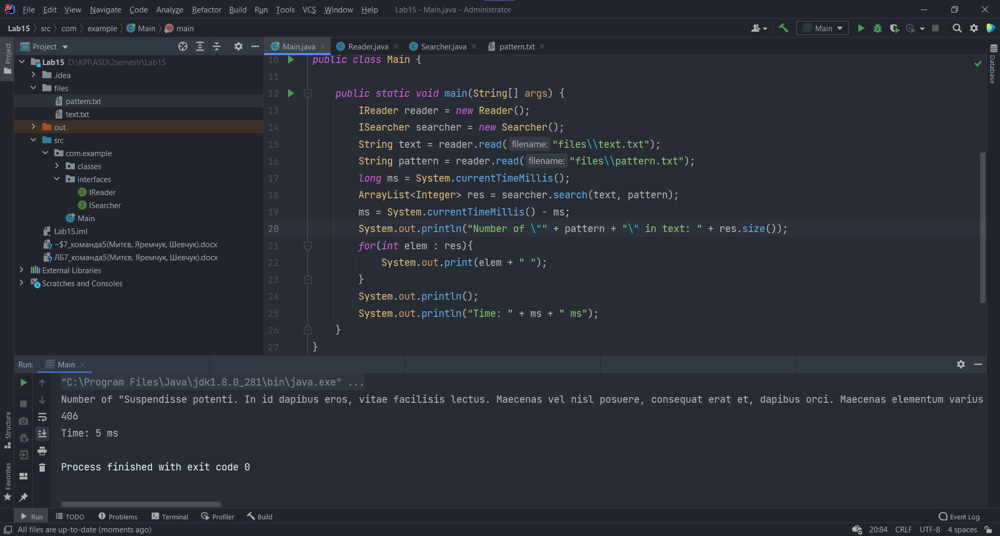 File Edit View Navigate Code Analyze Refactor Build Run Tools VCS Window Help Lab15 - Main.java - Administrator
Lab15 src com example Main main
Main
Project
Main.java Reader.java Searcher.java pattern.txt
Project
Database
Lab15 D:\KPI\ASD\2semestr\Lab15
.idea
files
pattern.txt
text.txt
out
src
com.example
classes
interfaces
IReader
ISearcher
Main
Lab15.iml
~$7_команда5(Митєв, Яремчук, Шевчук).docx
ЛБ7_команда5(Митєв, Яремчук, Шевчук).docx
External Libraries
Scratches and Consoles
10 public class Main {
11
12 public static void main(String[] args) {
13 IReader reader = new Reader();
14 ISearcher searcher = new Searcher();
15 String text = reader.read( filename: "files\\text.txt");
16 String pattern = reader.read( filename: "files\\pattern.txt");
17 long ms = System.currentTimeMillis();
18 ArrayList<Integer> res = searcher.search(text, pattern);
19 ms = System.currentTimeMillis() - ms;
20 System.out.println("Number of \"" + pattern + "\" in text: " + res.size());
21 for(int elem : res){
22 System.out.print(elem + " ");
23 }
24 System.out.println();
25 System.out.println("Time: " + ms + " ms");
26 }
27 }
Run: Main
"C:\Program Files\Java\jdk1.8.0_281\bin\java.exe" ...
Number of "Suspendisse potenti. In id dapibus eros, vitae facilisis lectus. Maecenas vel nisl posuere, consequat erat et, dapibus orci. Maecenas elementum varius
406
Time: 5 ms
Process finished with exit code 0
Structure
Favorites
Run TODO Problems Terminal Profiler Build Event Log
All files are up-to-date (moments ago) 20:84 CRLF UTF-8 4 spaces